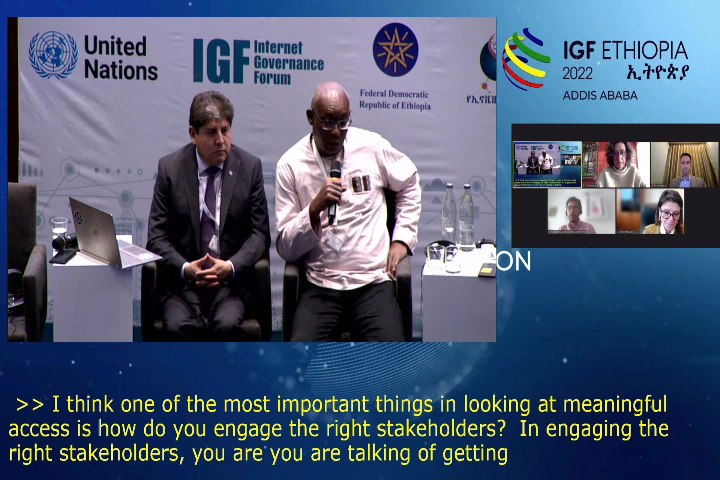 United
Nations
IGF
Internet
Governance
Forum
Federal Democratic
Republic of Ethiopia
IGF ETHIOPIA
2022 ኢትዮጵያ
ADDIS ABABA
ON
>> I think one of the most important things in looking at meaningful
access is how do you engage the right stakeholders? In engaging the
right stakeholders, you are you are talking of getting